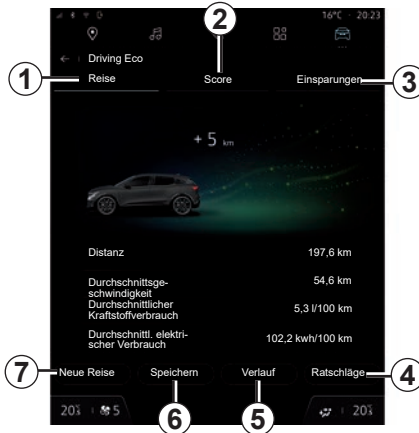 16°C · 20:23
2
Driving Eco
1
Reise
Score
Einsparungen
3
+ 5 km
Distanz
197,6 km
Durchschnittsge-
schwindigkeit
54,6 km
Durchschnittlicher
Kraftstoffverbrauch
5,3 l/100 km
Durchschnittl. elektri-
scher Verbrauch
102,2 kwh/100 km
7
Neue Reise
Speichern
Verlauf
Ratschläge
4
6
5
20
5
20